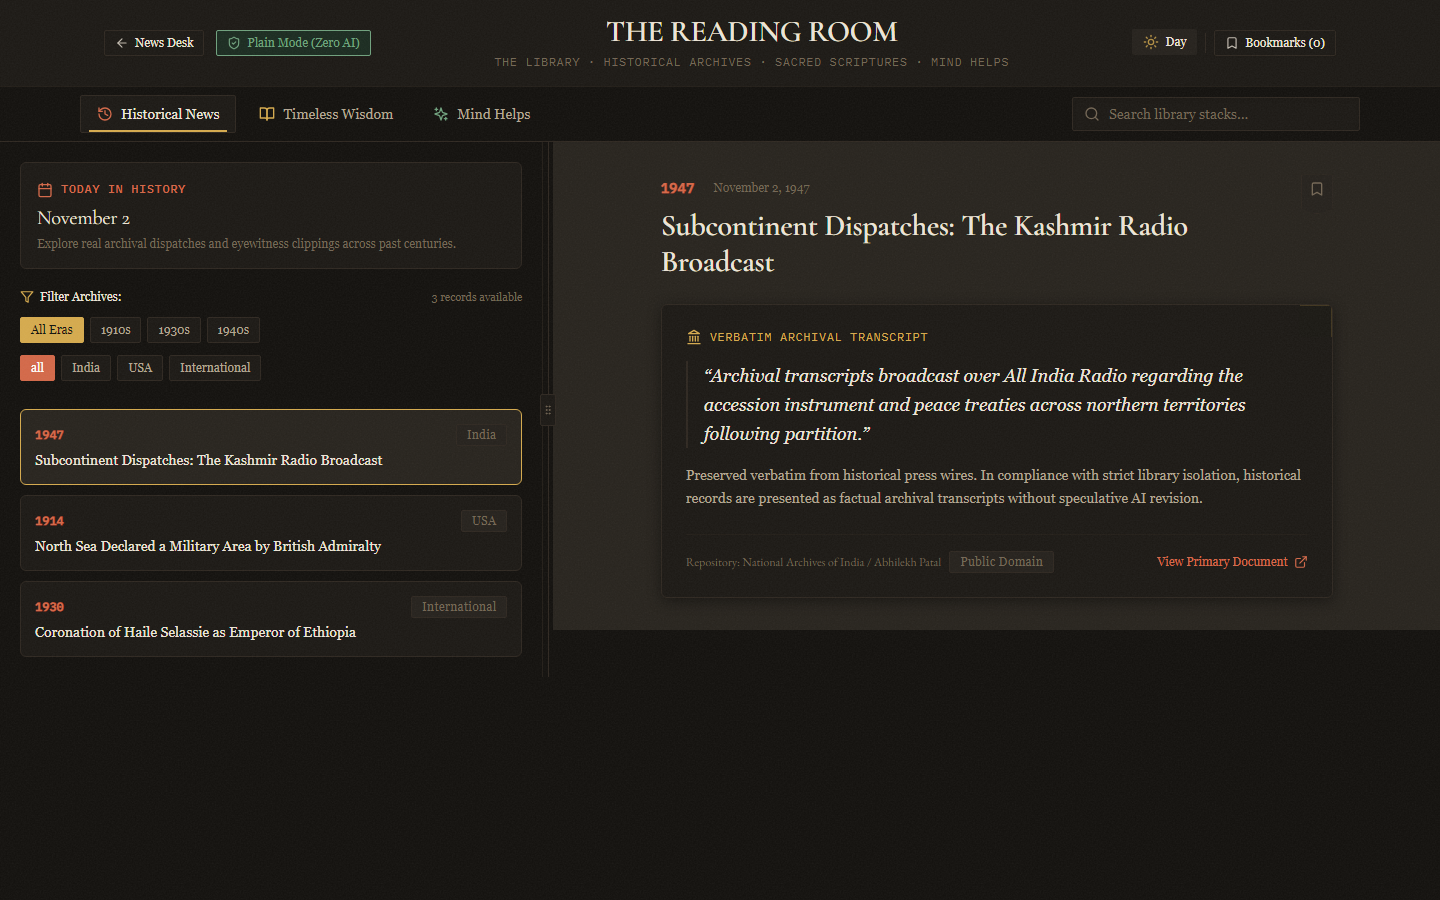 News Desk
Plain Mode (Zero AI)
THE READING ROOM
THE LIBRARY · HISTORICAL ARCHIVES · SACRED SCRIPTURES · MIND HELPS
Day
Bookmarks (0)
Historical News
Timeless Wisdom
Mind Helps
Search library stacks...
TODAY IN HISTORY
November 2
Explore real archival dispatches and eyewitness clippings across past centuries.
Filter Archives:
3 records available
All Eras
1910s
1930s
1940s
all
India
USA
International
1947
India
Subcontinent Dispatches: The Kashmir Radio Broadcast
1914
USA
North Sea Declared a Military Area by British Admiralty
1930
International
Coronation of Haile Selassie as Emperor of Ethiopia
1947
November 2, 1947
Subcontinent Dispatches: The Kashmir Radio
Broadcast
VERBATIM ARCHIVAL TRANSCRIPT
“Archival transcripts broadcast over All India Radio regarding the
accession instrument and peace treaties across northern territories
following partition.”
Preserved verbatim from historical press wires. In compliance with strict library isolation, historical
records are presented as factual archival transcripts without speculative AI revision.
Repository: National Archives of India / Abhilekh Patal
Public Domain
View Primary Document